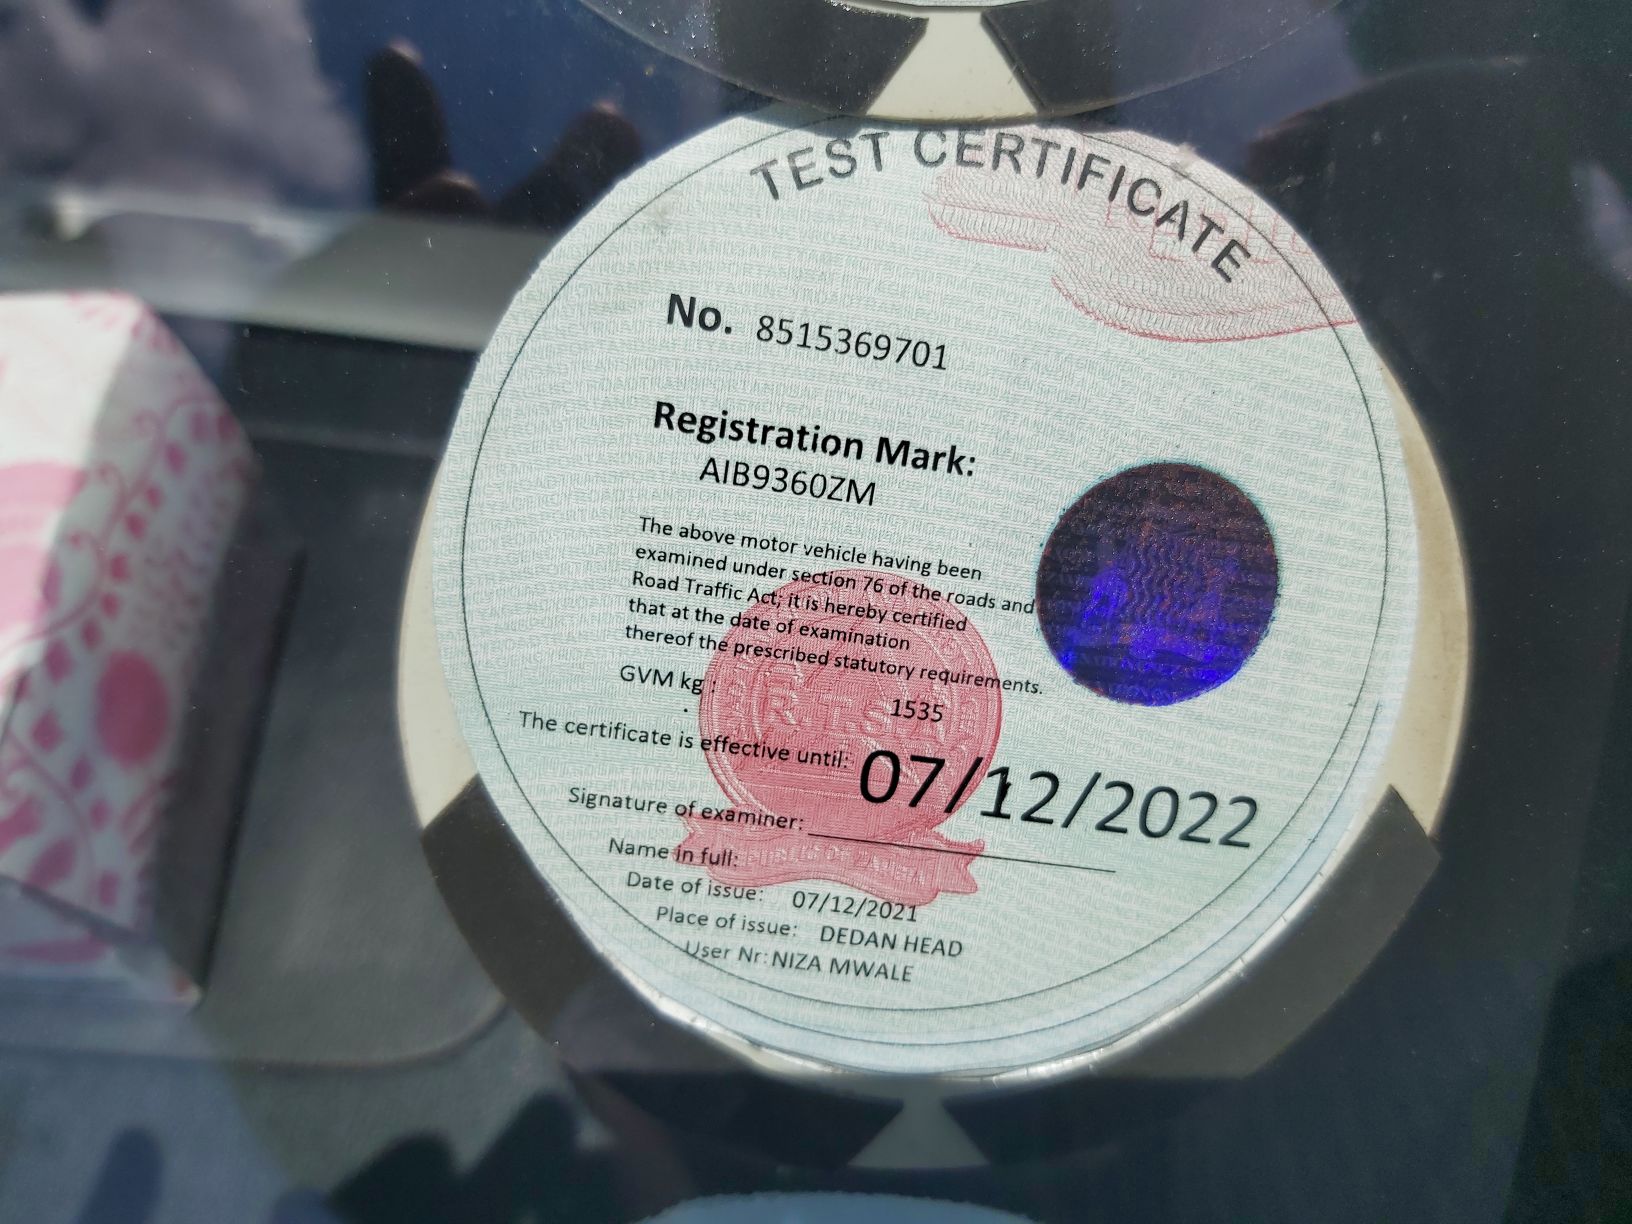 TEST CERTIFICATE
No. 8515369701
Registration Mark:
AIB9360ZM
The above motor vehicle having been
examined under section 76 of the roads and
Road Traffic Act; it is hereby certified
that at the date of examination
thereof the prescribed statutory requirements.
GVM kg : 1535
R.T.S.A
The certificate is effective until: 07/12/2022
Signature of examiner:
Name in full:
REPUBLIC OF ZAMBIA
Date of issue: 07/12/2021
Place of issue: DEDAN HEAD
User Nr: NIZA MWALE